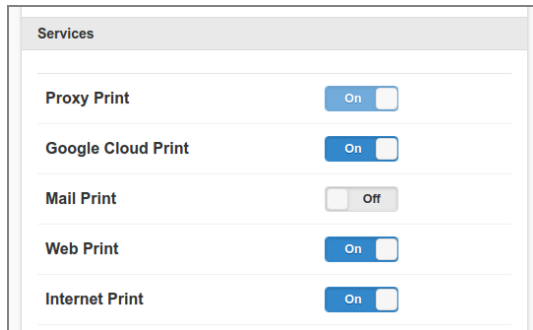 Services
Proxy Print On
Google Cloud Print On
Mail Print Off
Web Print On
Internet Print On